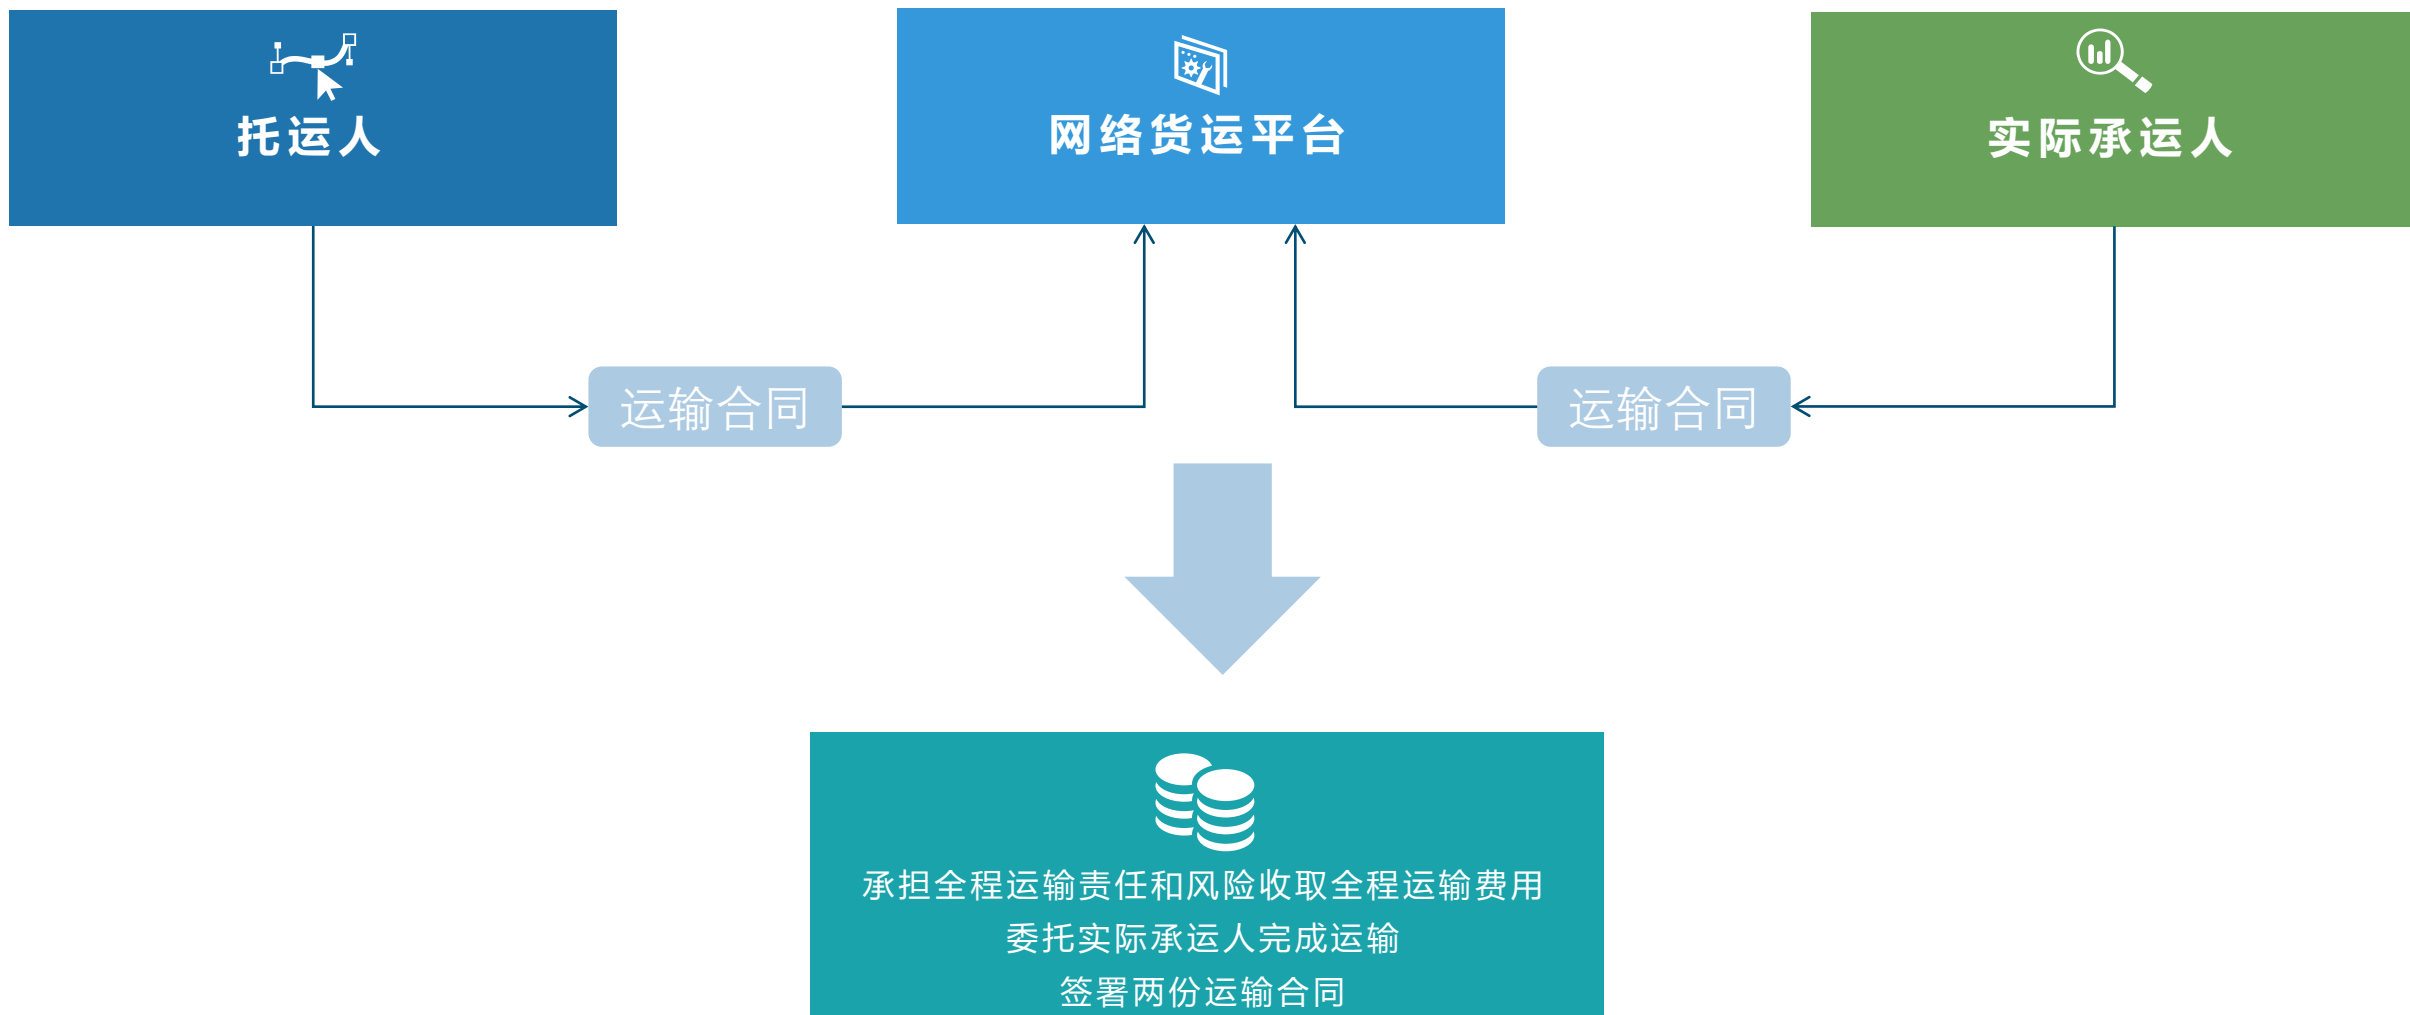 托运人
网络货运平台
实际承运人
运输合同
运输合同
承担全程运输责任和风险收取全程运输费用
委托实际承运人完成运输
签署两份运输合同